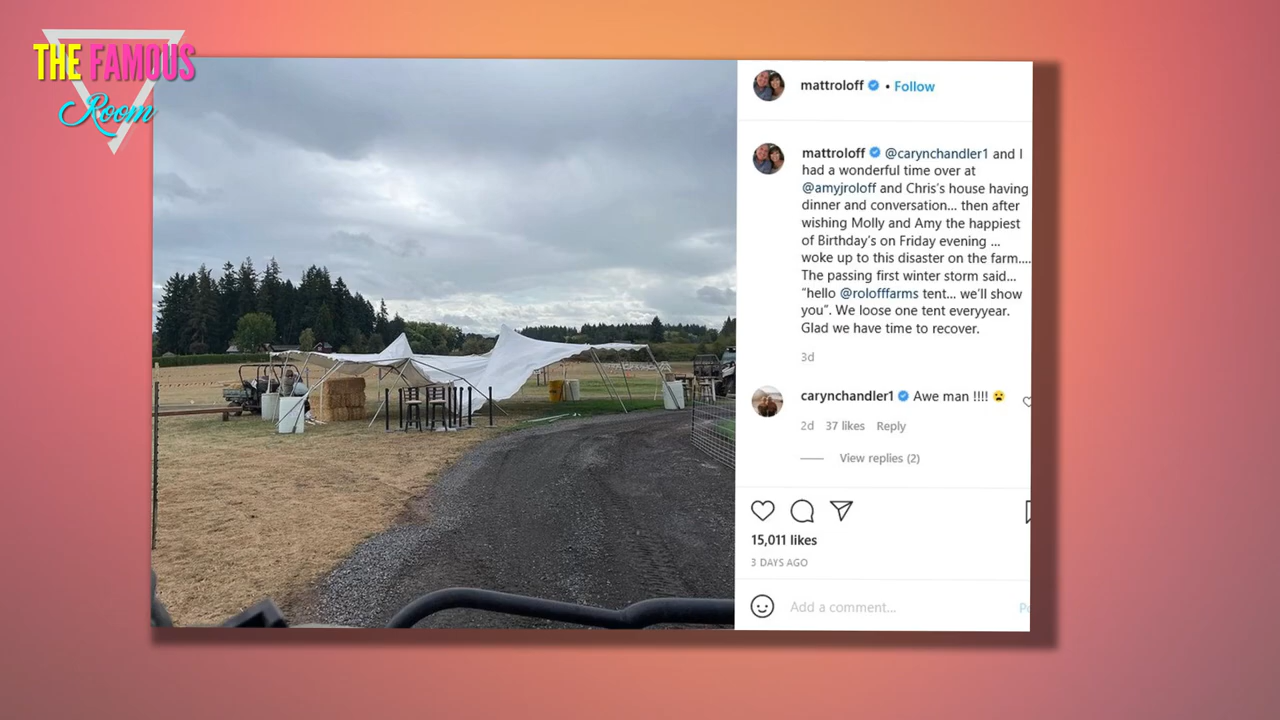 THE FAMOUS
Room
mattroloff • Follow
mattroloff @carynchandler1 and I
had a wonderful time over at
@amyjroloff and Chris's house having
dinner and conversation... then after
wishing Molly and Amy the happiest
of Birthday's on Friday evening ...
woke up to this disaster on the farm....
The passing first winter storm said...
"hello @rolofffarms tent... we'll show
you". We loose one tent everyyear.
Glad we have time to recover.
3d
carynchandler1 Awe man !!!! 😫
2d 37 likes Reply
View replies (2)
15,011 likes
3 DAYS AGO
Add a comment...